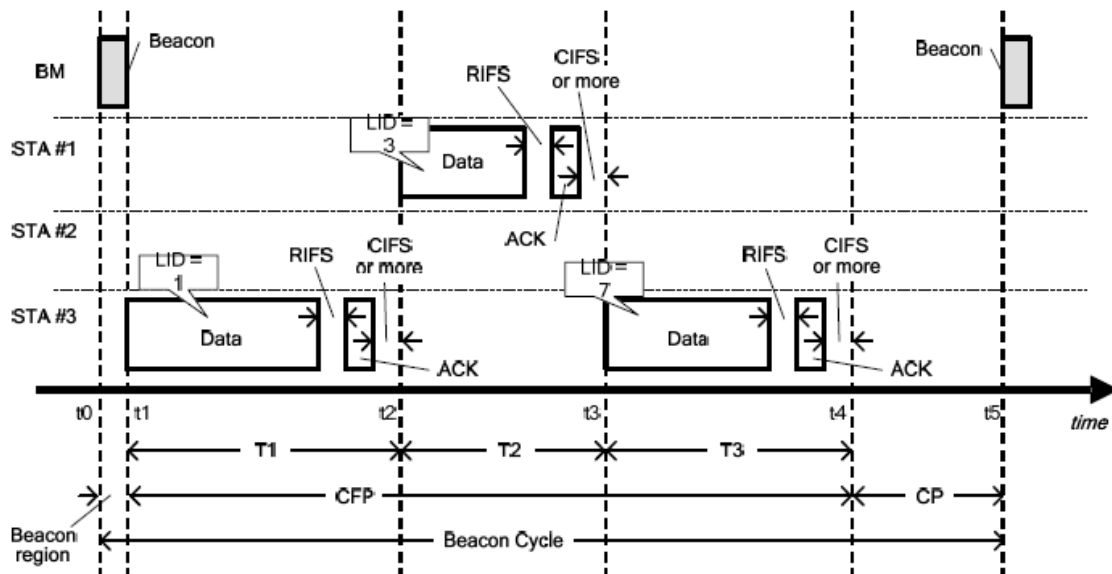 Beacon
Beacon
BM
CIFS
or more
RIFS
LID =
3
STA #1
Data
ACK
STA #2
LID =
1
RIFS
CIFS
or more
LID =
7
RIFS
CIFS
or more
STA #3
Data
Data
ACK
ACK
t0 t1 t2 t3 t4 t5
time
T1 T2 T3
CFP CP
Beacon
region
Beacon Cycle